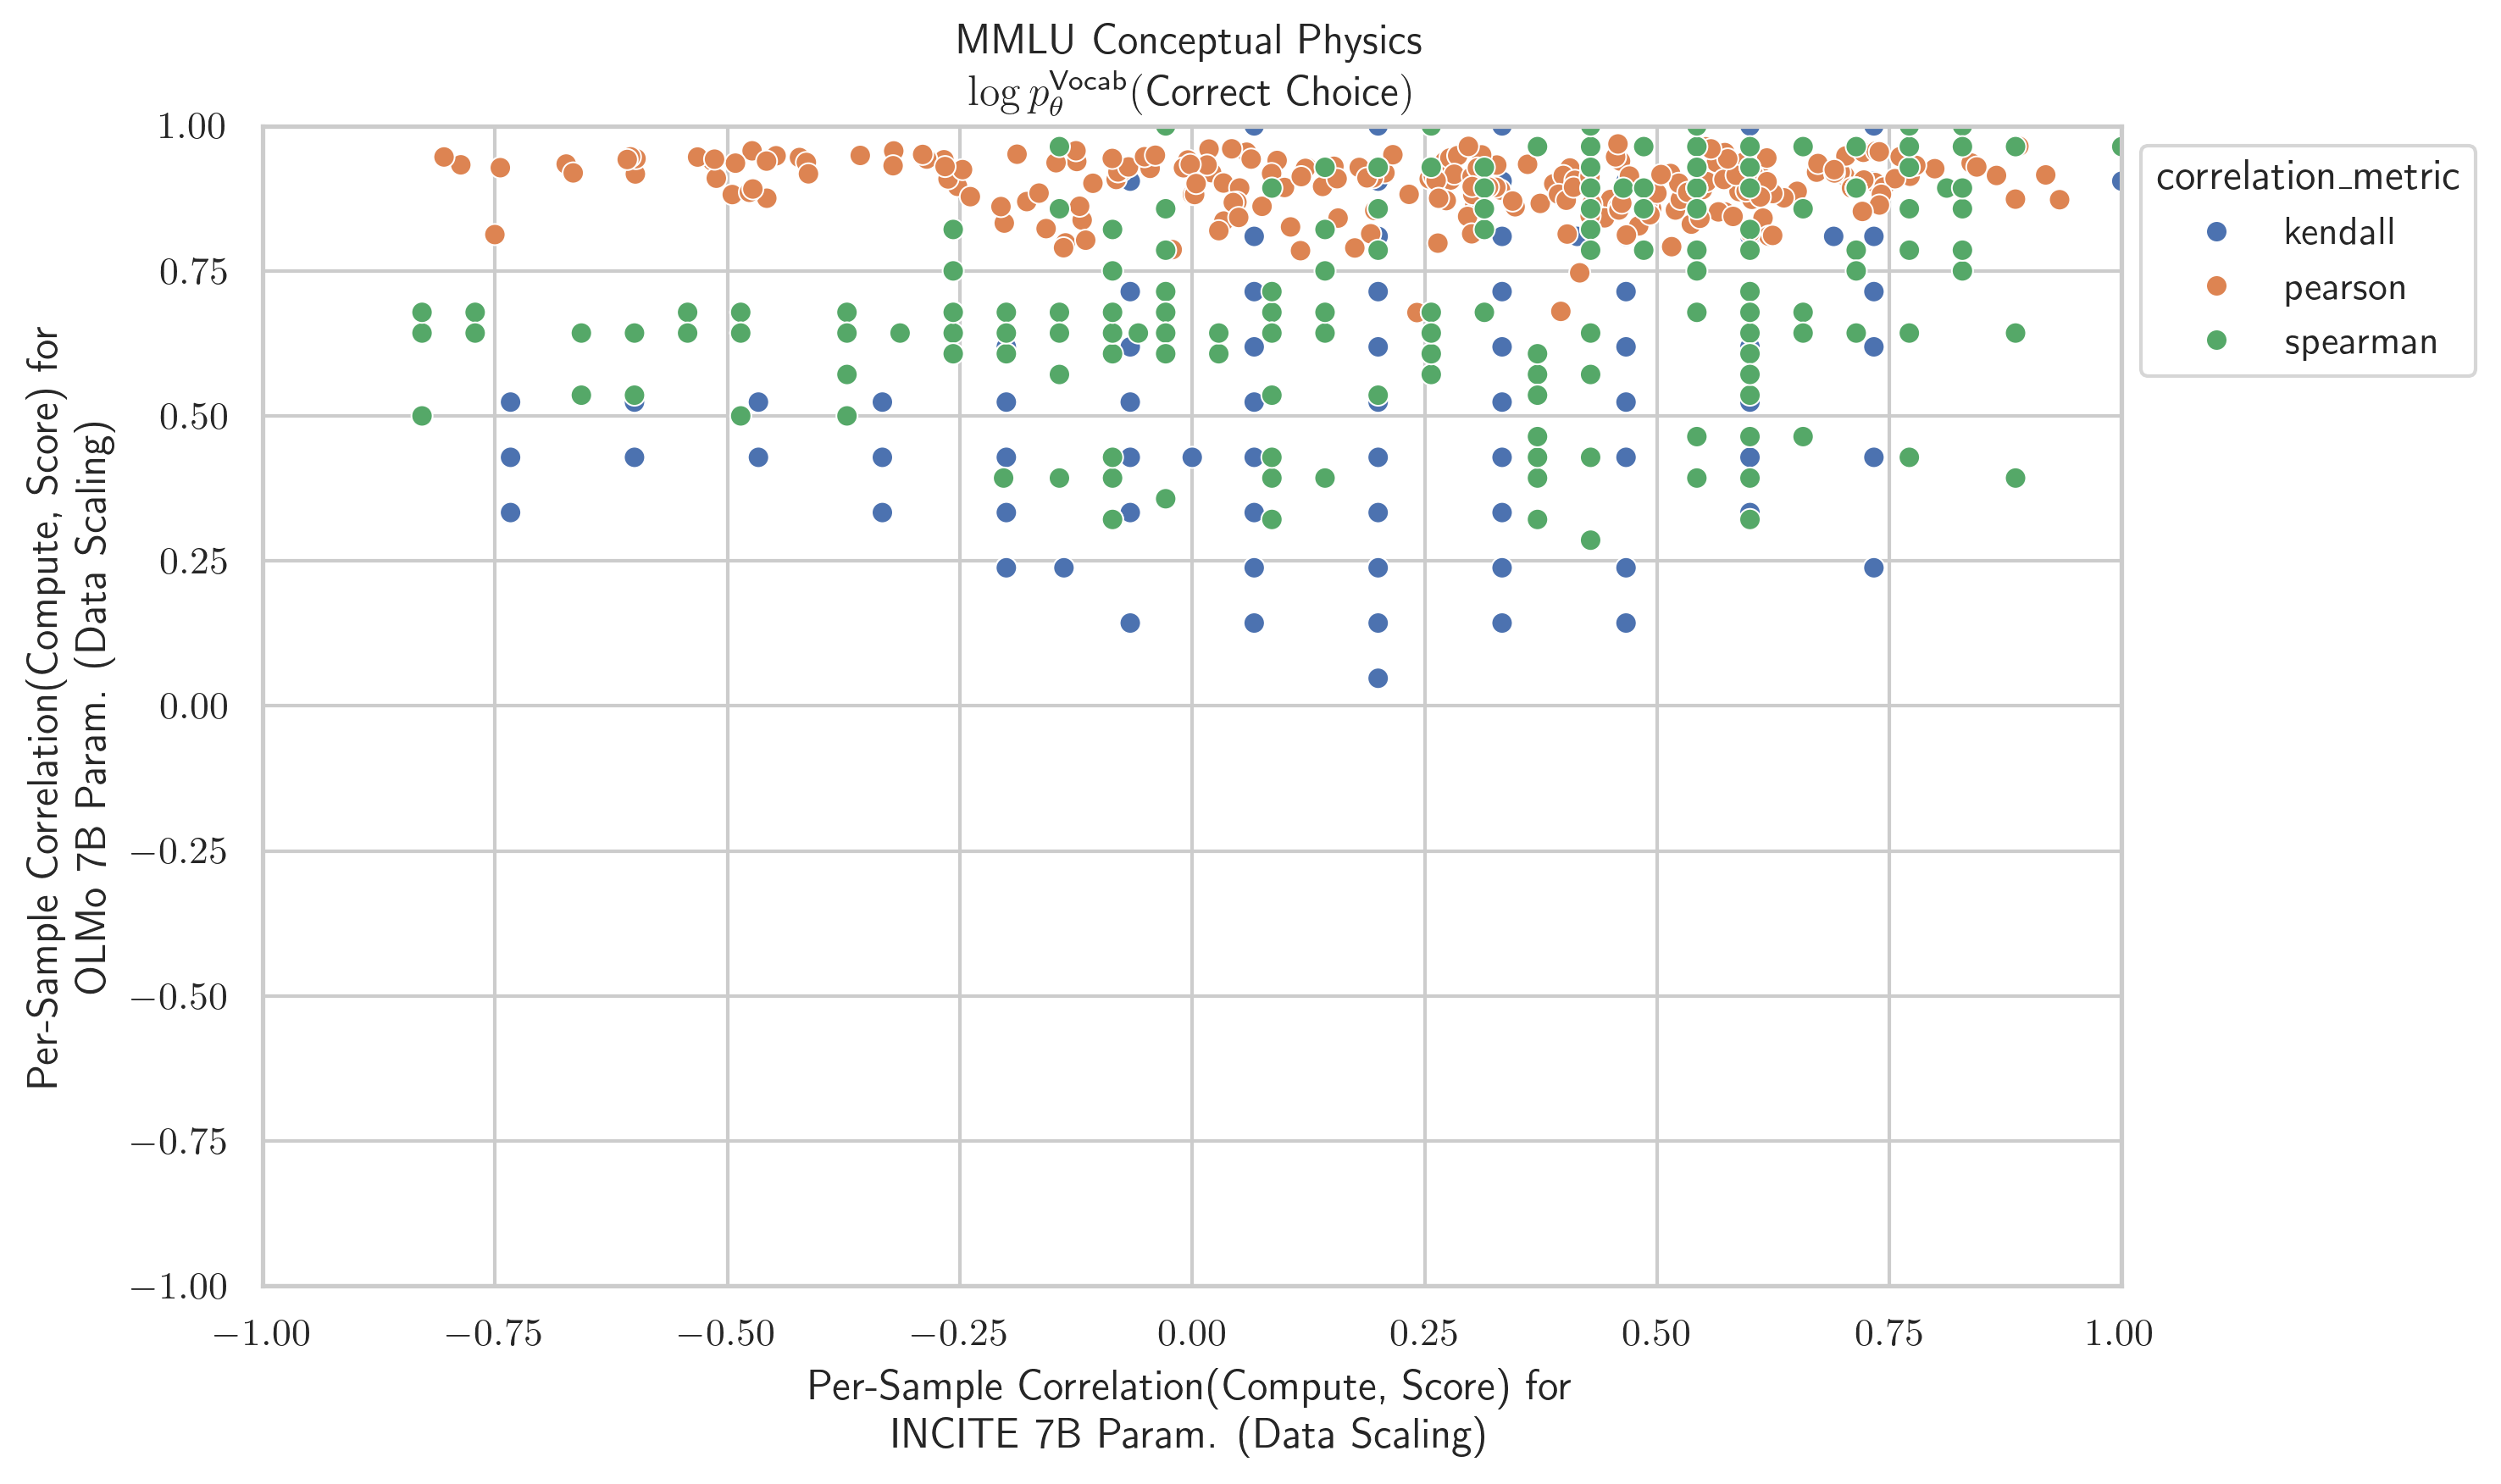 MMLU Conceptual Physics
log p_θ^Vocab(Correct Choice)
Per-Sample Correlation(Compute, Score) for
OLMo 7B Param. (Data Scaling)
1.00
0.75
0.50
0.25
0.00
−0.25
−0.50
−0.75
−1.00
−1.00 −0.75 −0.50 −0.25 0.00 0.25 0.50 0.75 1.00
Per-Sample Correlation(Compute, Score) for
INCITE 7B Param. (Data Scaling)
correlation_metric
kendall
pearson
spearman